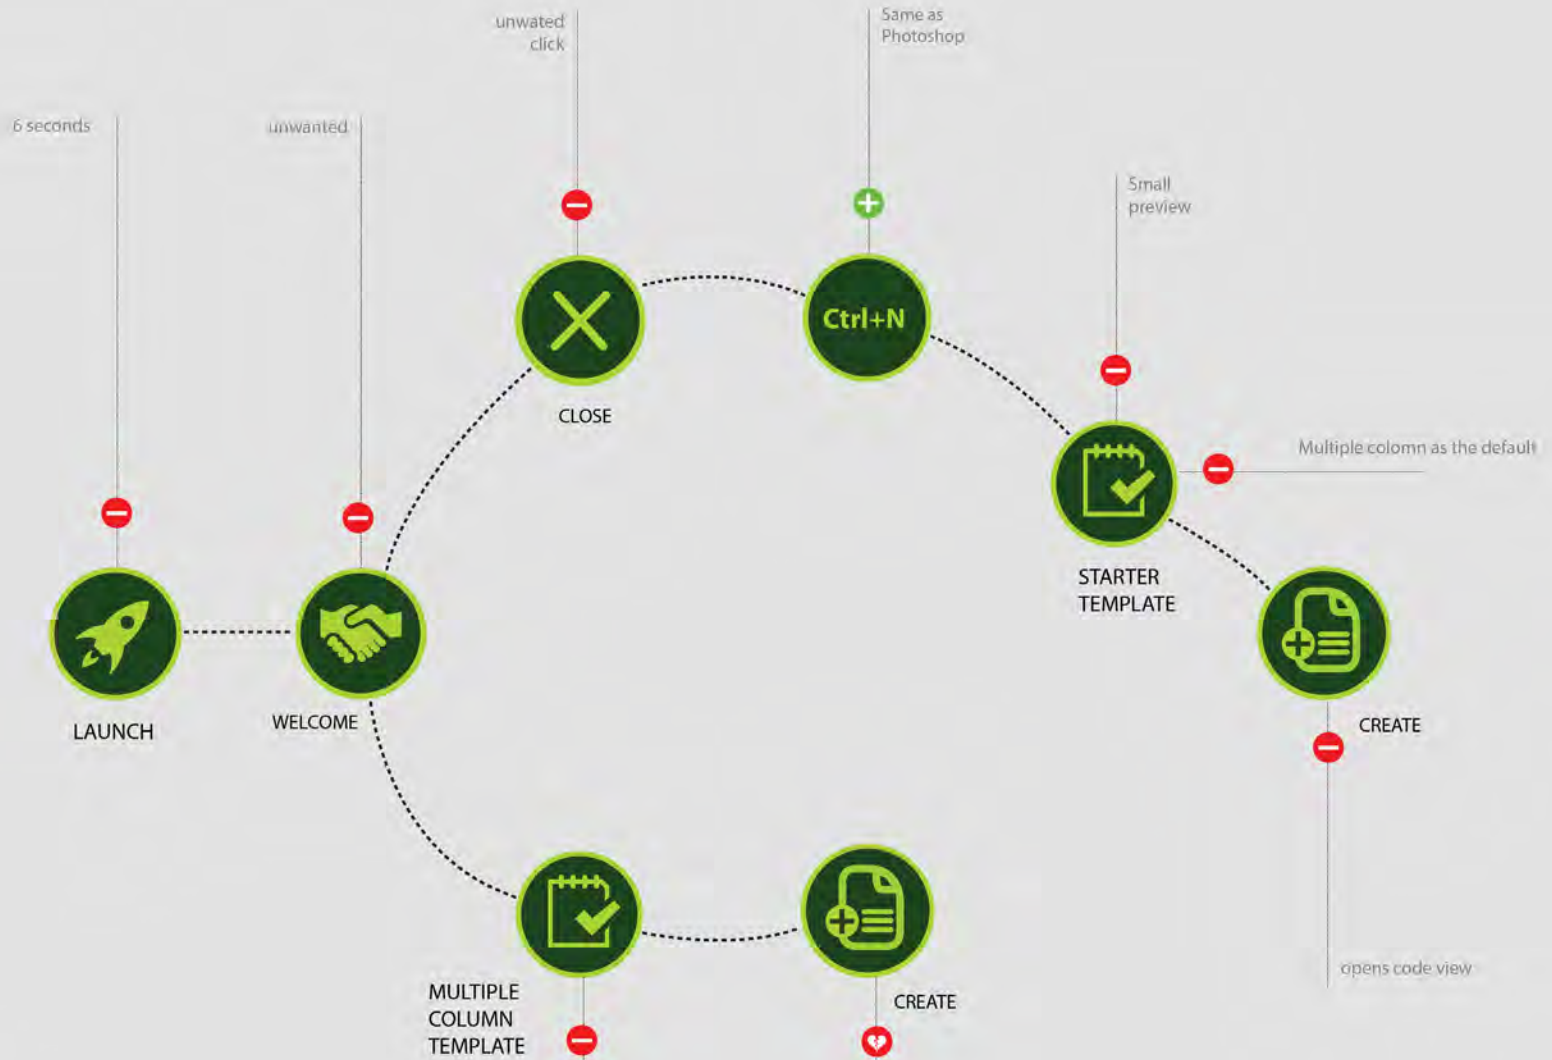 unwated
click
Same as
Photoshop
6 seconds
unwanted
Small
preview
Ctrl+N
CLOSE
Multiple colomn as the default
STARTER
TEMPLATE
LAUNCH
WELCOME
CREATE
opens code view
MULTIPLE
COLUMN
TEMPLATE
CREATE